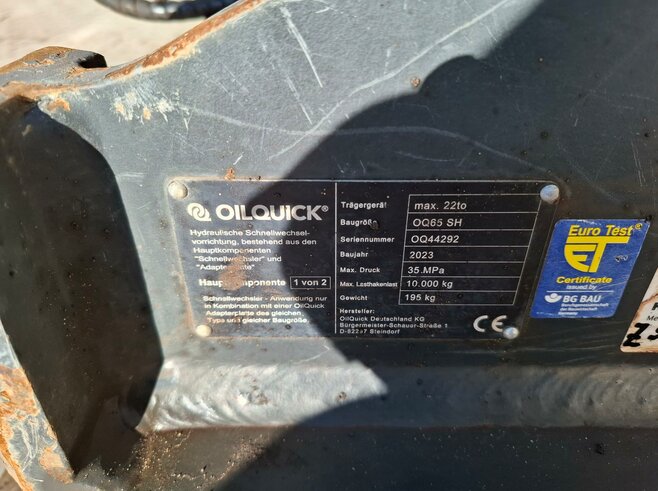 OILQUICK®
Hydraulische Schnellwechsel-
vorrichtung, bestehend aus den
Hauptkomponenten
"Schnellwechsler" und
Hauptkomponente 1 von 2
Schnellwechsler - Anwendung nur
in Kombination mit einer OilQuick
Adapterplatte des gleichen
Typs und gleicher Baugröße.
Trägergerät max. 22to
Baugröße OQ65 SH
Seriennummer OQ44292
Baujahr 2023
Max. Druck 35.MPa
Max. Lasthakenlast 10.000 kg
Gewicht 195 kg
Hersteller:
OilQuick Deutschland KG
Bürgermeister-Schauer-Straße 1
Steindorf
CE
Euro Test
ET
Certificate
issued by
BG BAU
Berufsgenossenschaft
der Bauwirtschaft